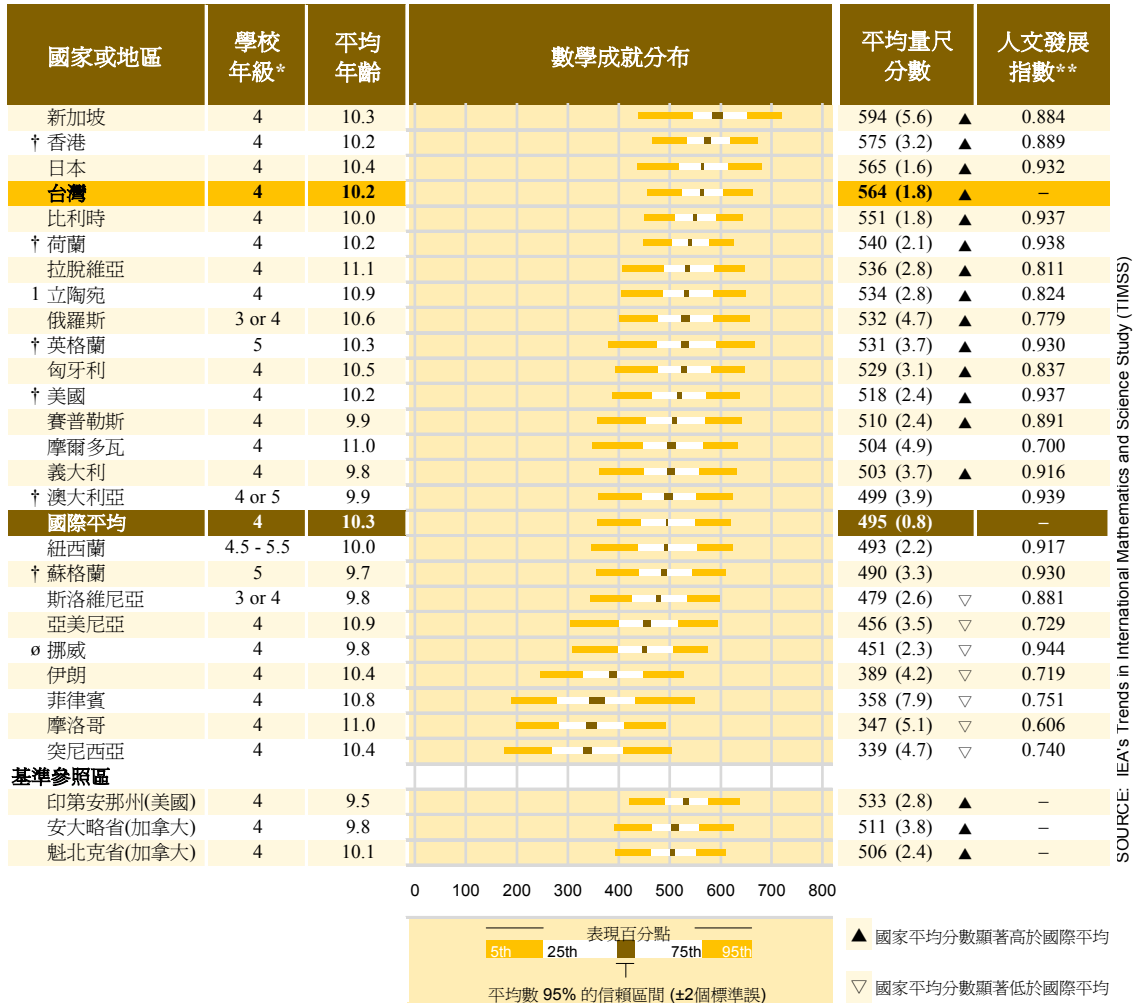 國家或地區 學校年級* 平均年齡 數學成就分布 平均量尺分數 人文發展指數**
新加坡 4 10.3 594 (5.6) ▲ 0.884
† 香港 4 10.2 575 (3.2) ▲ 0.889
日本 4 10.4 565 (1.6) ▲ 0.932
台灣 4 10.2 564 (1.8) ▲ –
比利時 4 10.0 551 (1.8) ▲ 0.937
† 荷蘭 4 10.2 540 (2.1) ▲ 0.938
拉脫維亞 4 11.1 536 (2.8) ▲ 0.811
1 立陶宛 4 10.9 534 (2.8) ▲ 0.824
俄羅斯 3 or 4 10.6 532 (4.7) ▲ 0.779
† 英格蘭 5 10.3 531 (3.7) ▲ 0.930
匈牙利 4 10.5 529 (3.1) ▲ 0.837
† 美國 4 10.2 518 (2.4) ▲ 0.937
賽普勒斯 4 9.9 510 (2.4) ▲ 0.891
摩爾多瓦 4 11.0 504 (4.9) 0.700
義大利 4 9.8 503 (3.7) ▲ 0.916
† 澳大利亞 4 or 5 9.9 499 (3.9) 0.939
國際平均 4 10.3 495 (0.8) –
紐西蘭 4.5 - 5.5 10.0 493 (2.2) 0.917
† 蘇格蘭 5 9.7 490 (3.3) 0.930
斯洛維尼亞 3 or 4 9.8 479 (2.6) ▽ 0.881
亞美尼亞 4 10.9 456 (3.5) ▽ 0.729
ø 挪威 4 9.8 451 (2.3) ▽ 0.944
伊朗 4 10.4 389 (4.2) ▽ 0.719
菲律賓 4 10.8 358 (7.9) ▽ 0.751
摩洛哥 4 11.0 347 (5.1) ▽ 0.606
突尼西亞 4 10.4 339 (4.7) ▽ 0.740
基準參照區
印第安那州(美國) 4 9.5 533 (2.8) ▲ –
安大略省(加拿大) 4 9.8 511 (3.8) ▲ –
魁北克省(加拿大) 4 10.1 506 (2.4) ▲ –
0 100 200 300 400 500 600 700 800
表現百分點
5th 25th 75th 95th
平均數 95% 的信賴區間 (±2個標準誤)
▲ 國家平均分數顯著高於國際平均
▽ 國家平均分數顯著低於國際平均
SOURCE: IEA's Trends in International Mathematics and Science Study (TIMSS)